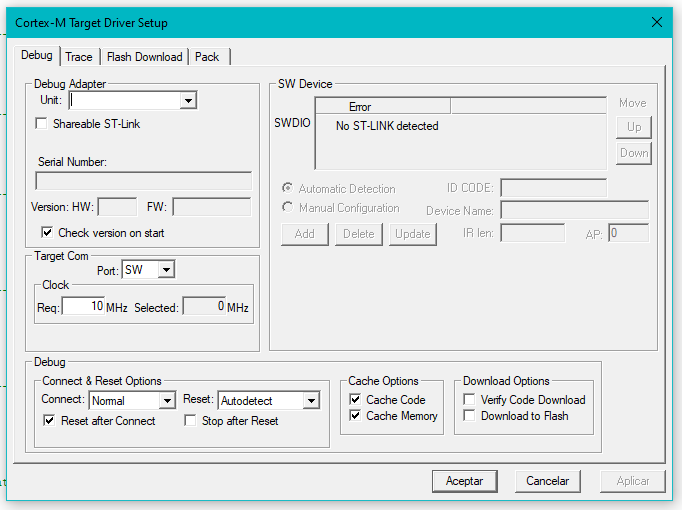 Cortex-M Target Driver Setup
Debug Trace Flash Download Pack
Debug Adapter
Unit:
Shareable ST-Link
Serial Number:
Version: HW: FW:
Check version on start
SW Device
Error
SWDIO No ST-LINK detected
Move
Up
Down
Automatic Detection ID CODE:
Manual Configuration Device Name:
Add Delete Update IR len: AP: 0
Target Com
Port: SW
Clock
Req: 10 MHz Selected: 0 MHz
Debug
Connect & Reset Options
Connect: Normal Reset: Autodetect
Reset after Connect Stop after Reset
Cache Options
Cache Code
Cache Memory
Download Options
Verify Code Download
Download to Flash
Aceptar Cancelar Aplicar